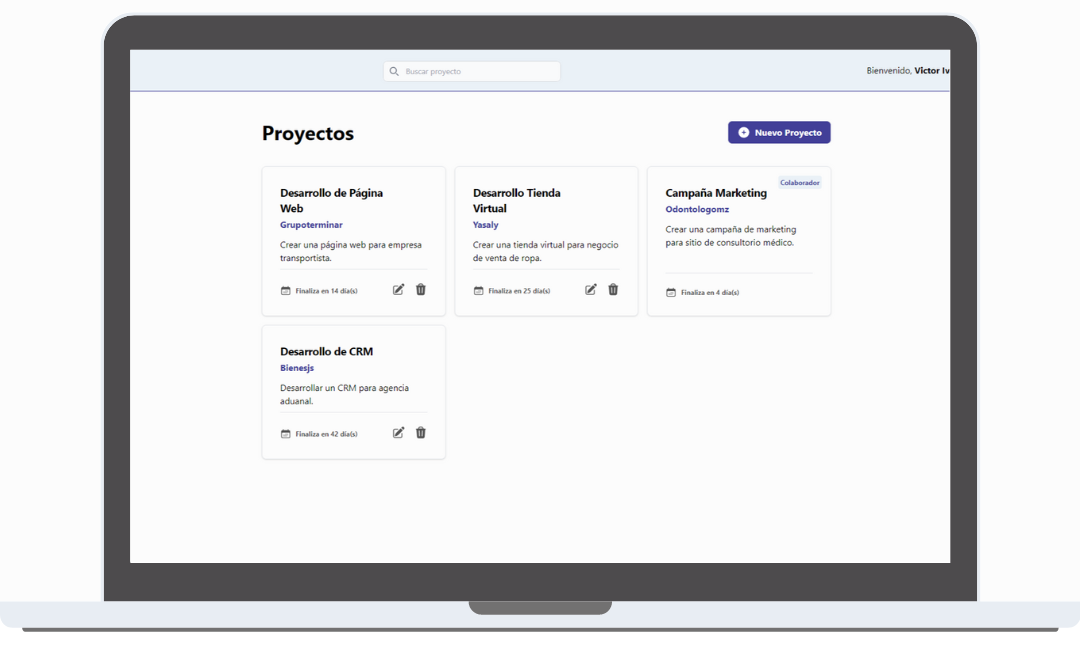 Buscar proyecto
Bienvenido, Victor Iv
Proyectos
Nuevo Proyecto
Desarrollo de Página
Web
Grupoterminar
Crear una página web para empresa
transportista.
Finaliza en 14 día(s)
Desarrollo Tienda
Virtual
Yasaly
Crear una tienda virtual para negocio
de venta de ropa.
Finaliza en 25 día(s)
Colaborador
Campaña Marketing
Odontologomz
Crear una campaña de marketing
para sitio de consultorio médico.
Finaliza en 4 día(s)
Desarrollo de CRM
Bienesjs
Desarrollar un CRM para agencia
aduanal.
Finaliza en 42 día(s)